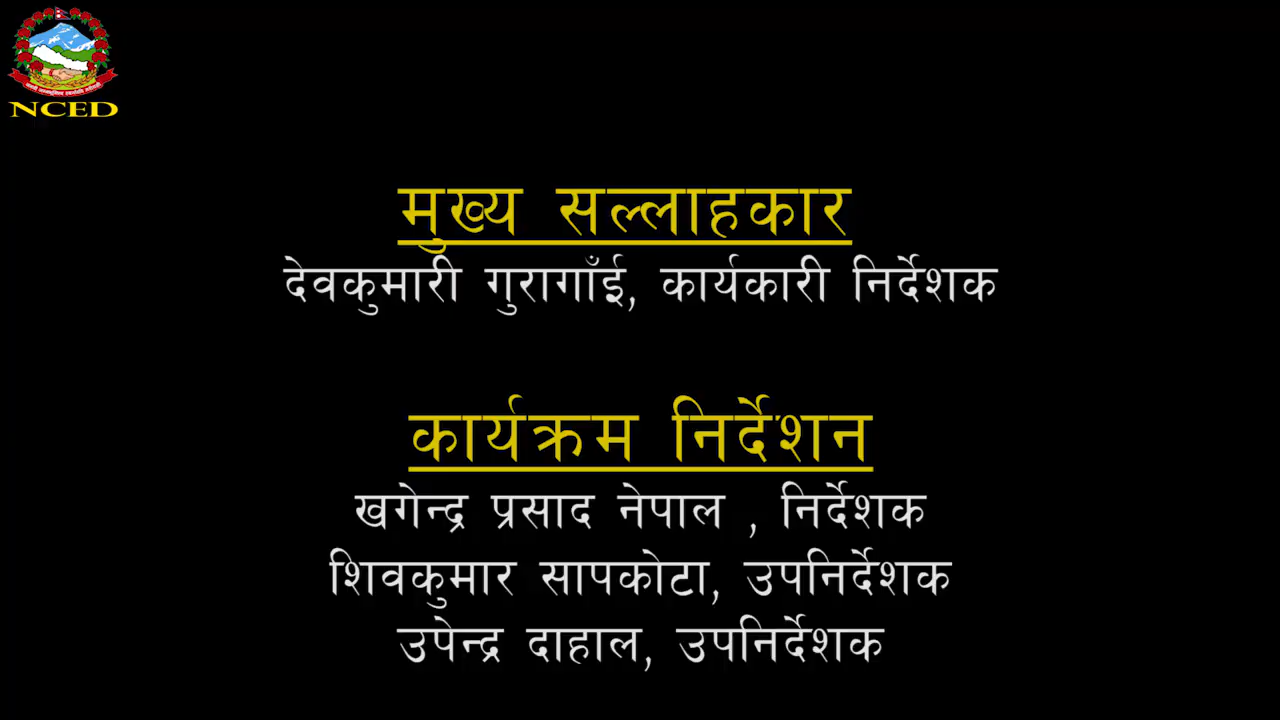 NCED
मुख्य सल्लाहकार
देवकुमारी गुरागाँई, कार्यकारी निर्देशक
कार्यक्रम निर्देशन
खगेन्द्र प्रसाद नेपाल , निर्देशक
शिवकुमार सापकोटा, उपनिर्देशक
उपेन्द्र दाहाल, उपनिर्देशक